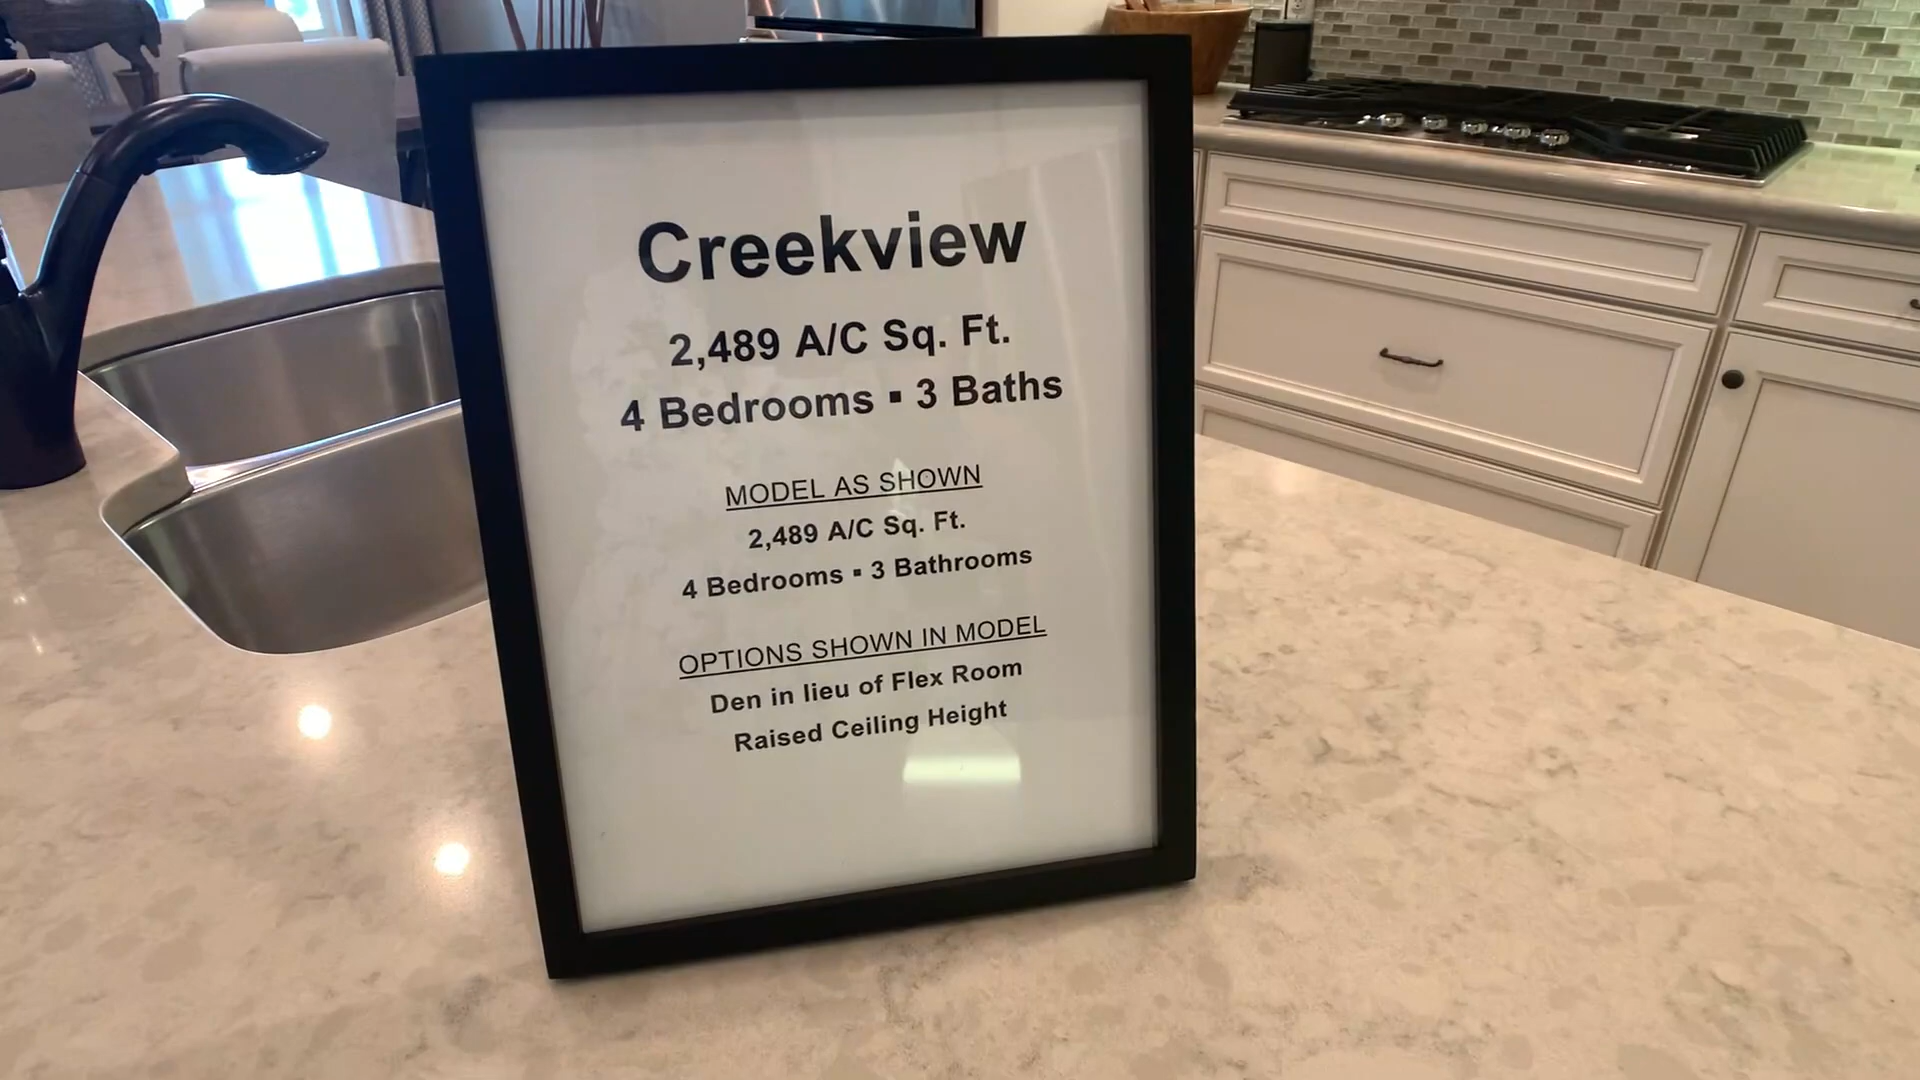 Creekview
2,489 A/C Sq. Ft.
4 Bedrooms ▪ 3 Baths
MODEL AS SHOWN
2,489 A/C Sq. Ft.
4 Bedrooms ▪ 3 Bathrooms
OPTIONS SHOWN IN MODEL
Den in lieu of Flex Room
Raised Ceiling Height